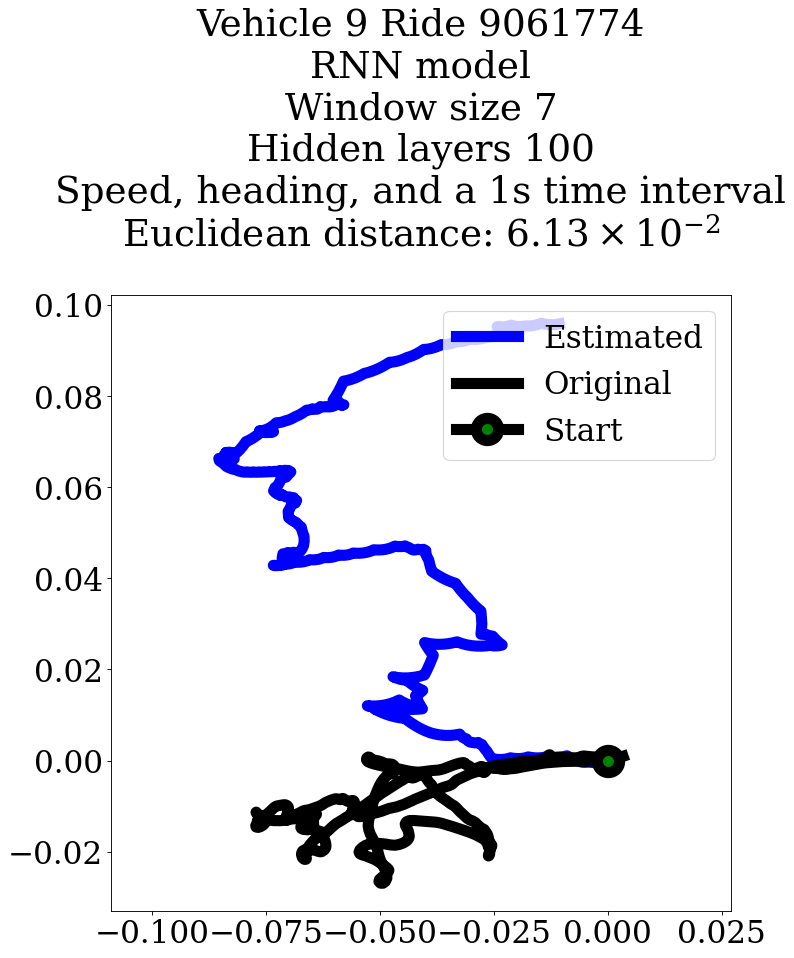 Vehicle 9 Ride 9061774
RNN model
Window size 7
Hidden layers 100
Speed, heading, and a 1s time interval
Euclidean distance: 6.13 × 10⁻²
Estimated
Original
Start
0.10
0.08
0.06
0.04
0.02
0.00
−0.02
−0.100 −0.075 −0.050 −0.025 0.000 0.025